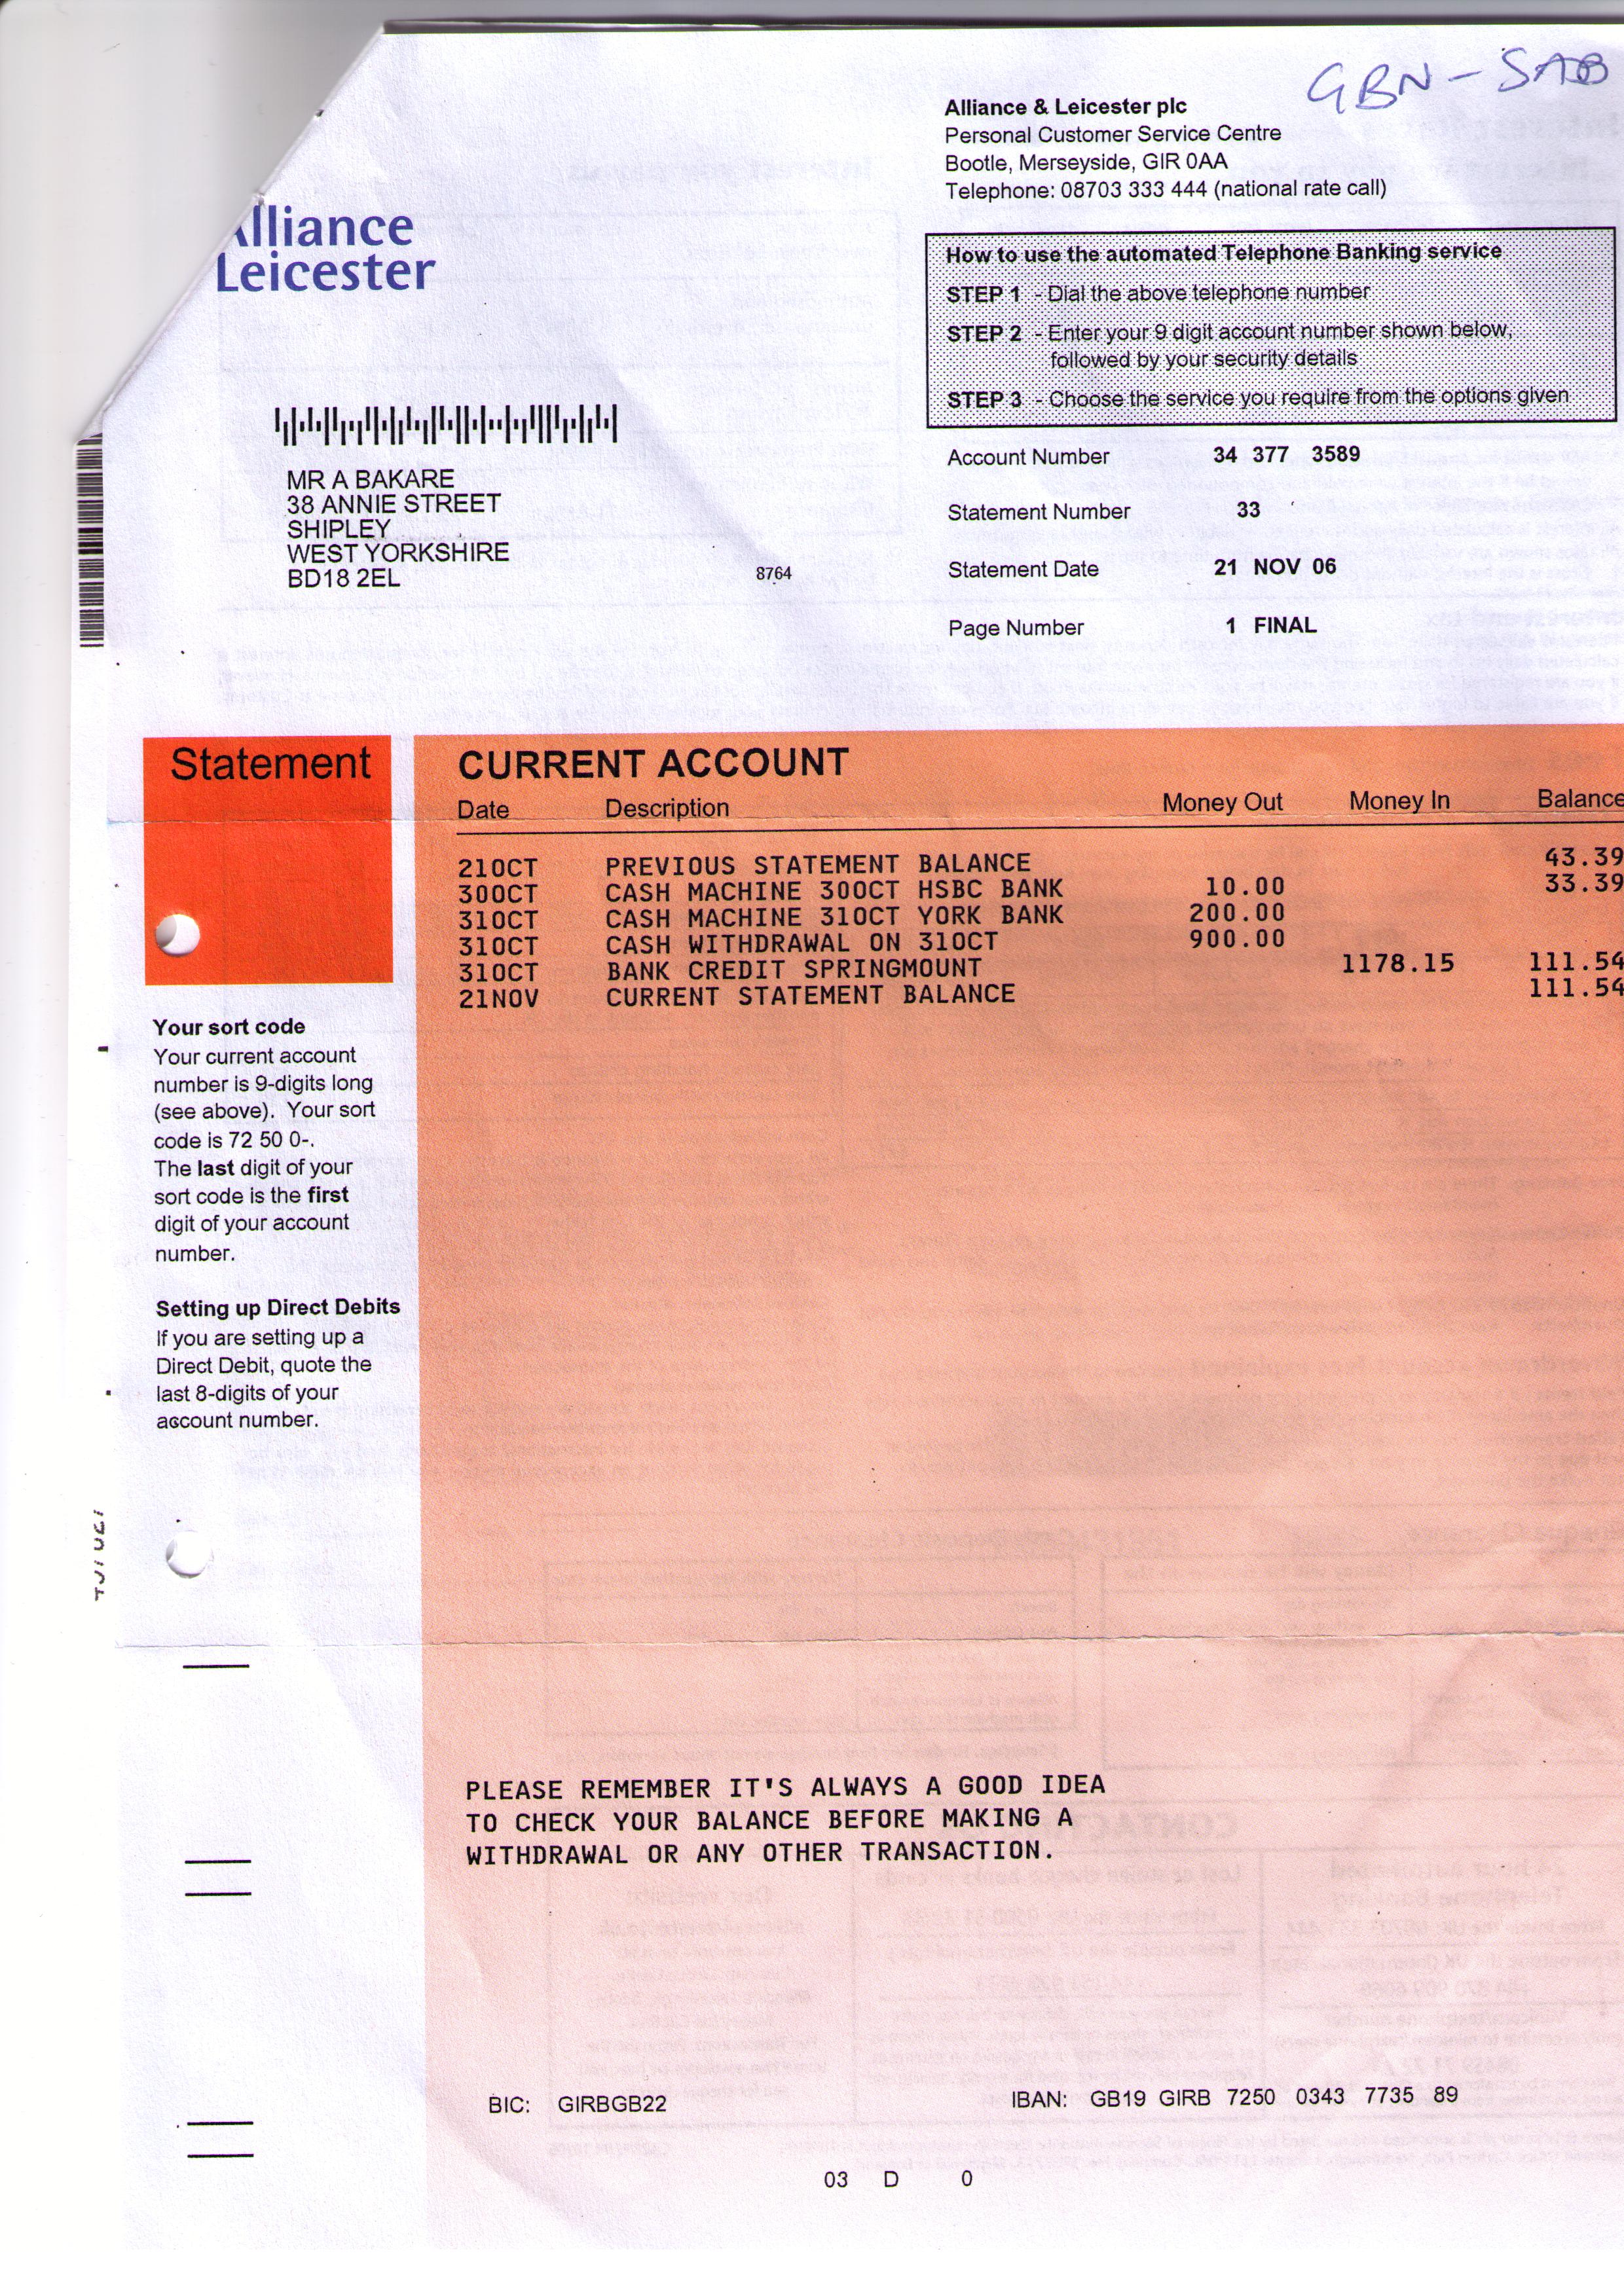 GBN - SAB
Alliance & Leicester plc
Personal Customer Service Centre
Bootle, Merseyside, GIR 0AA
Telephone: 08703 333 444 (national rate call)
Alliance
Leicester
How to use the automated Telephone Banking service
STEP 1 - Dial the above telephone number
STEP 2 - Enter your 9 digit account number shown below,
followed by your security details
STEP 3 - Choose the service you require from the options given
MR A BAKARE
38 ANNIE STREET
SHIPLEY
WEST YORKSHIRE
BD18 2EL
8764
Account Number 34 377 3589
Statement Number 33
Statement Date 21 NOV 06
Page Number 1 FINAL
Statement
CURRENT ACCOUNT
Date Description Money Out Money In Balance
21OCT PREVIOUS STATEMENT BALANCE 43.39
30OCT CASH MACHINE 30OCT HSBC BANK 10.00 33.39
31OCT CASH MACHINE 31OCT YORK BANK 200.00
31OCT CASH WITHDRAWAL ON 31OCT 900.00
31OCT BANK CREDIT SPRINGMOUNT 1178.15 111.54
21NOV CURRENT STATEMENT BALANCE 111.54
Your sort code
Your current account
number is 9-digits long
(see above). Your sort
code is 72 50 0-.
The last digit of your
sort code is the first
digit of your account
number.
Setting up Direct Debits
If you are setting up a
Direct Debit, quote the
last 8-digits of your
account number.
PLEASE REMEMBER IT'S ALWAYS A GOOD IDEA
TO CHECK YOUR BALANCE BEFORE MAKING A
WITHDRAWAL OR ANY OTHER TRANSACTION.
BIC: GIRBGB22 IBAN: GB19 GIRB 7250 0343 7735 89
03 D 0